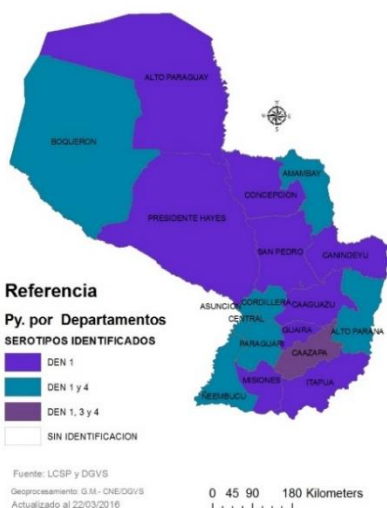 ALTO PARAGUAY
BOQUERON
AMAMBAY
CONCEPCION
PRESIDENTE HAYES
SAN PEDRO
CANINDEYU
ASUNCION
CORDILLERA
CAAGUAZU
CENTRAL
GUAIRA
ALTO PARANA
PARAGUARI
CAAZAPA
MISIONES
ITAPUA
ÑEEMBUCU
Referencia
Py. por Departamentos
SEROTIPOS IDENTIFICADOS
DEN 1
DEN 1 y 4
DEN 1, 3 y 4
SIN IDENTIFICACION
Fuente: LCSP y DGVS
Geoprocesamiento: G.M.- CNE/DGVS
Actualizado al 22/03/2016
0 45 90 180 Kilometers